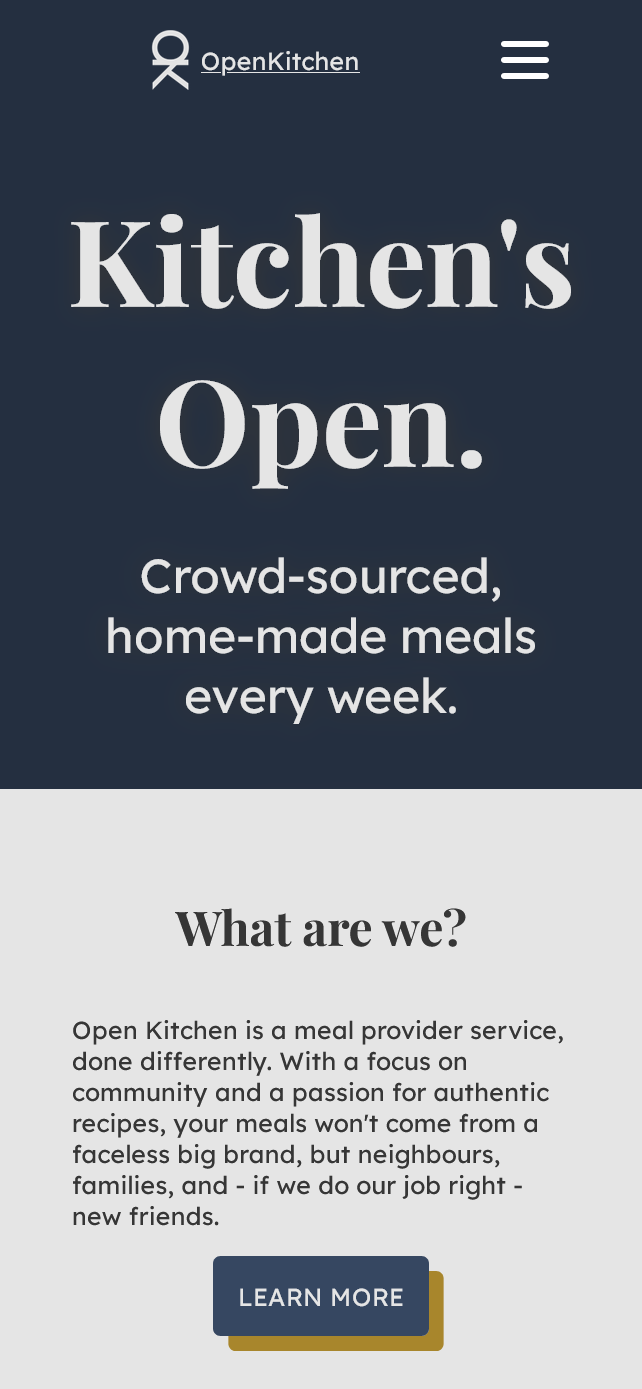 OK OpenKitchen
Kitchen's
Open.
Crowd-sourced,
home-made meals
every week.
What are we?
Open Kitchen is a meal provider service,
done differently. With a focus on
community and a passion for authentic
recipes, your meals won't come from a
faceless big brand, but neighbours,
families, and - if we do our job right -
new friends.
LEARN MORE